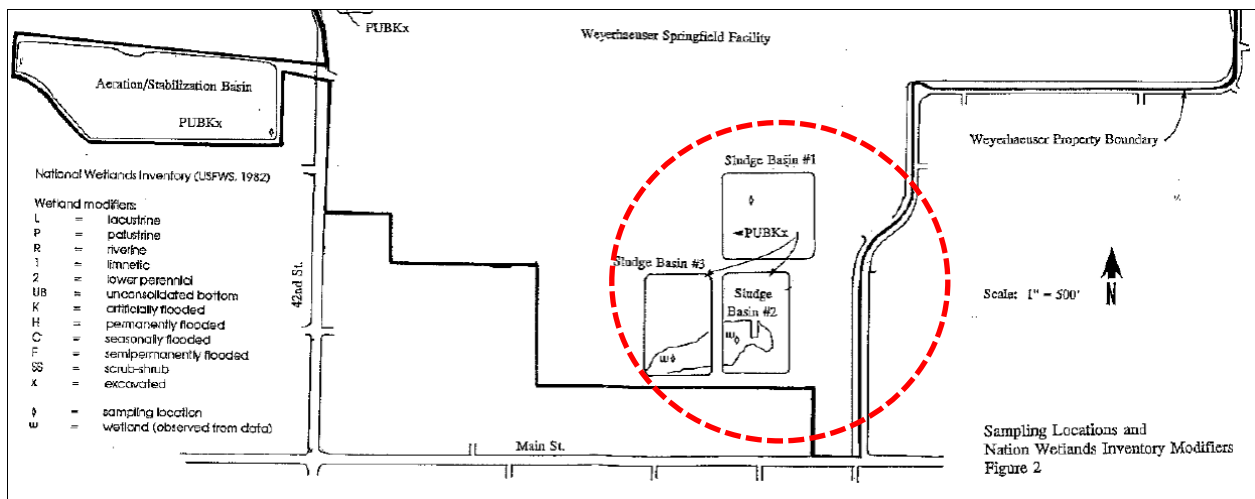 PUBKx
Weyerhaeuser Springfield Facility
Aeration/Stabilization Basin
PUBKx
Weyerhaeuser Property Boundary
Sludge Basin #1
PUBKx
Sludge Basin #3
Sludge
Basin #2
w
w
National Wetlands Inventory (USFWS, 1982)
Wetland modifiers:
L = lacustrine
P = palustrine
R = riverine
1 = limnetic
2 = lower perennial
UB = unconsolidated bottom
K = artificially flooded
H = permanently flooded
C = seasonally flooded
F = semipermanently flooded
SS = scrub-shrub
x = excavated
◊ = sampling location
w = wetland (observed from data)
42nd St.
Main St.
Scale: 1" = 500'
N
Sampling Locations and
Nation Wetlands Inventory Modifiers
Figure 2